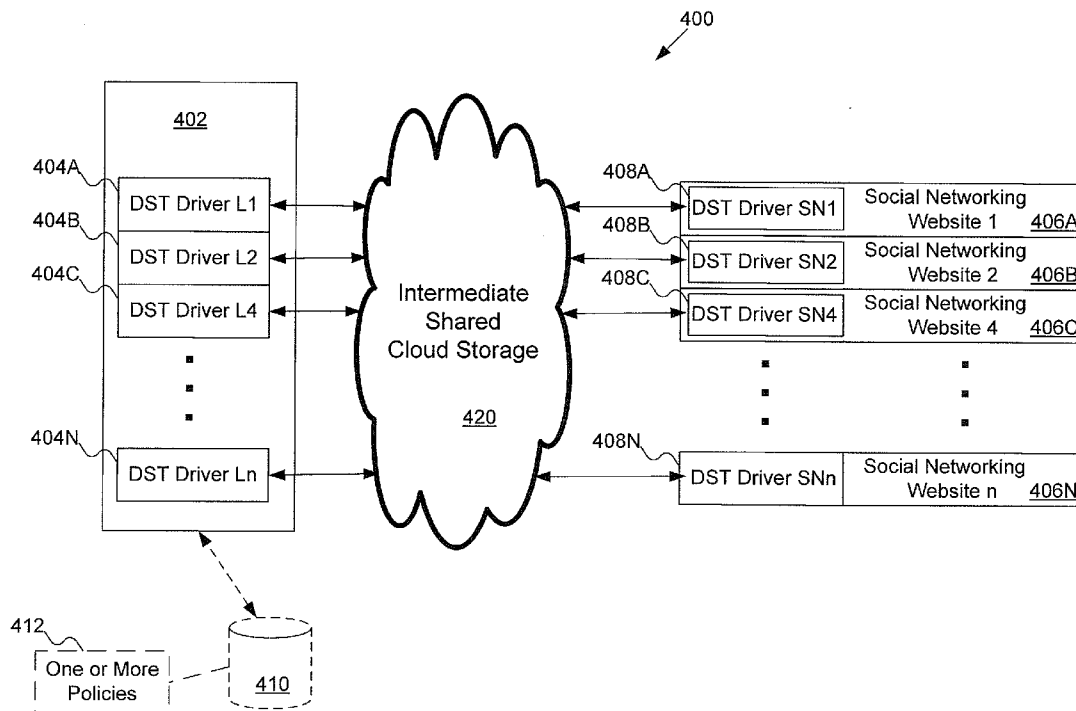 400
402
404A
DST Driver L1
404B
DST Driver L2
404C
DST Driver L4
404N
DST Driver Ln
Intermediate
Shared
Cloud Storage
420
408A
DST Driver SN1
Social Networking
Website 1
406A
408B
DST Driver SN2
Social Networking
Website 2
406B
408C
DST Driver SN4
Social Networking
Website 4
406C
408N
DST Driver SNn
Social Networking
Website n
406N
412
One or More
Policies
410